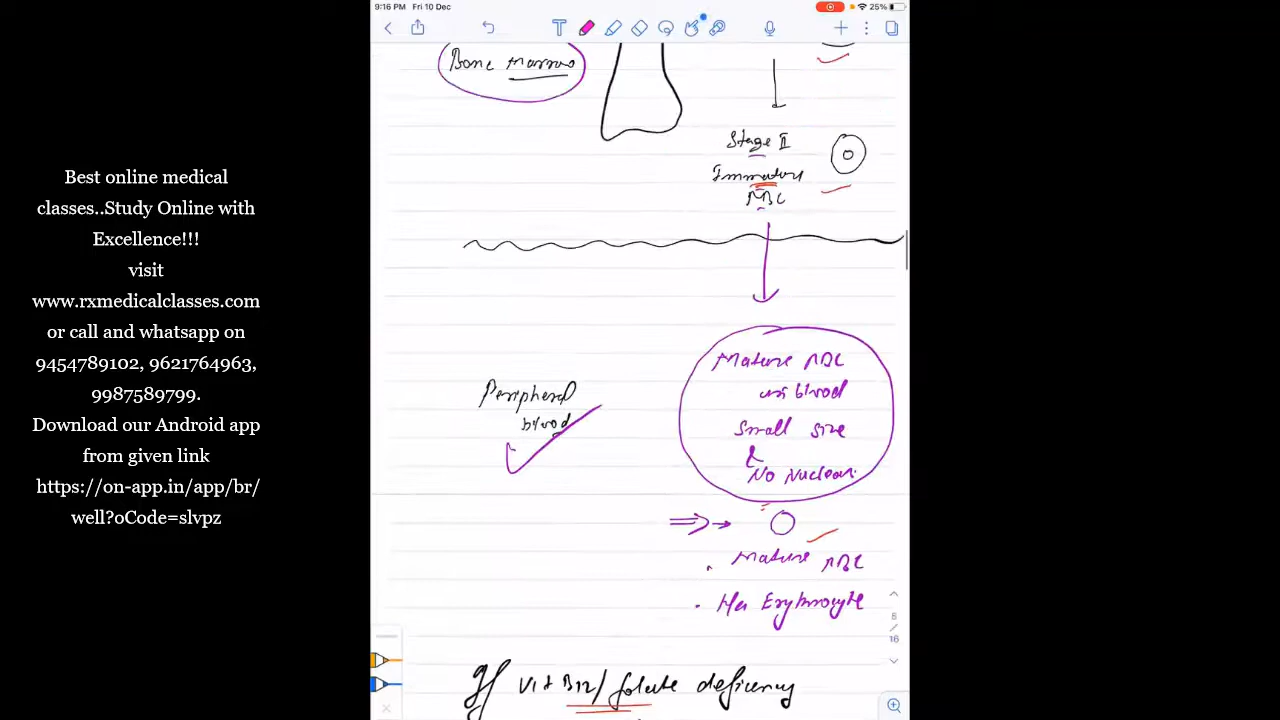 9:16 PM Fri 10 Dec
25%
Bone marrow
Stage II
Immature
RBC
Best online medical
classes..Study Online with
Excellence!!!
visit
www.rxmedicalclasses.com
or call and whatsapp on
9454789102, 9621764963,
9987589799.
Download our Android app
from given link
https://on-app.in/app/br/
well?oCode=slvpz
Mature RBC
blood
Small size
&
No Nucleus
Peripheral
blood
Mature RBC
Erythrocyte
5
/
16
If Vit B12/folate deficiency